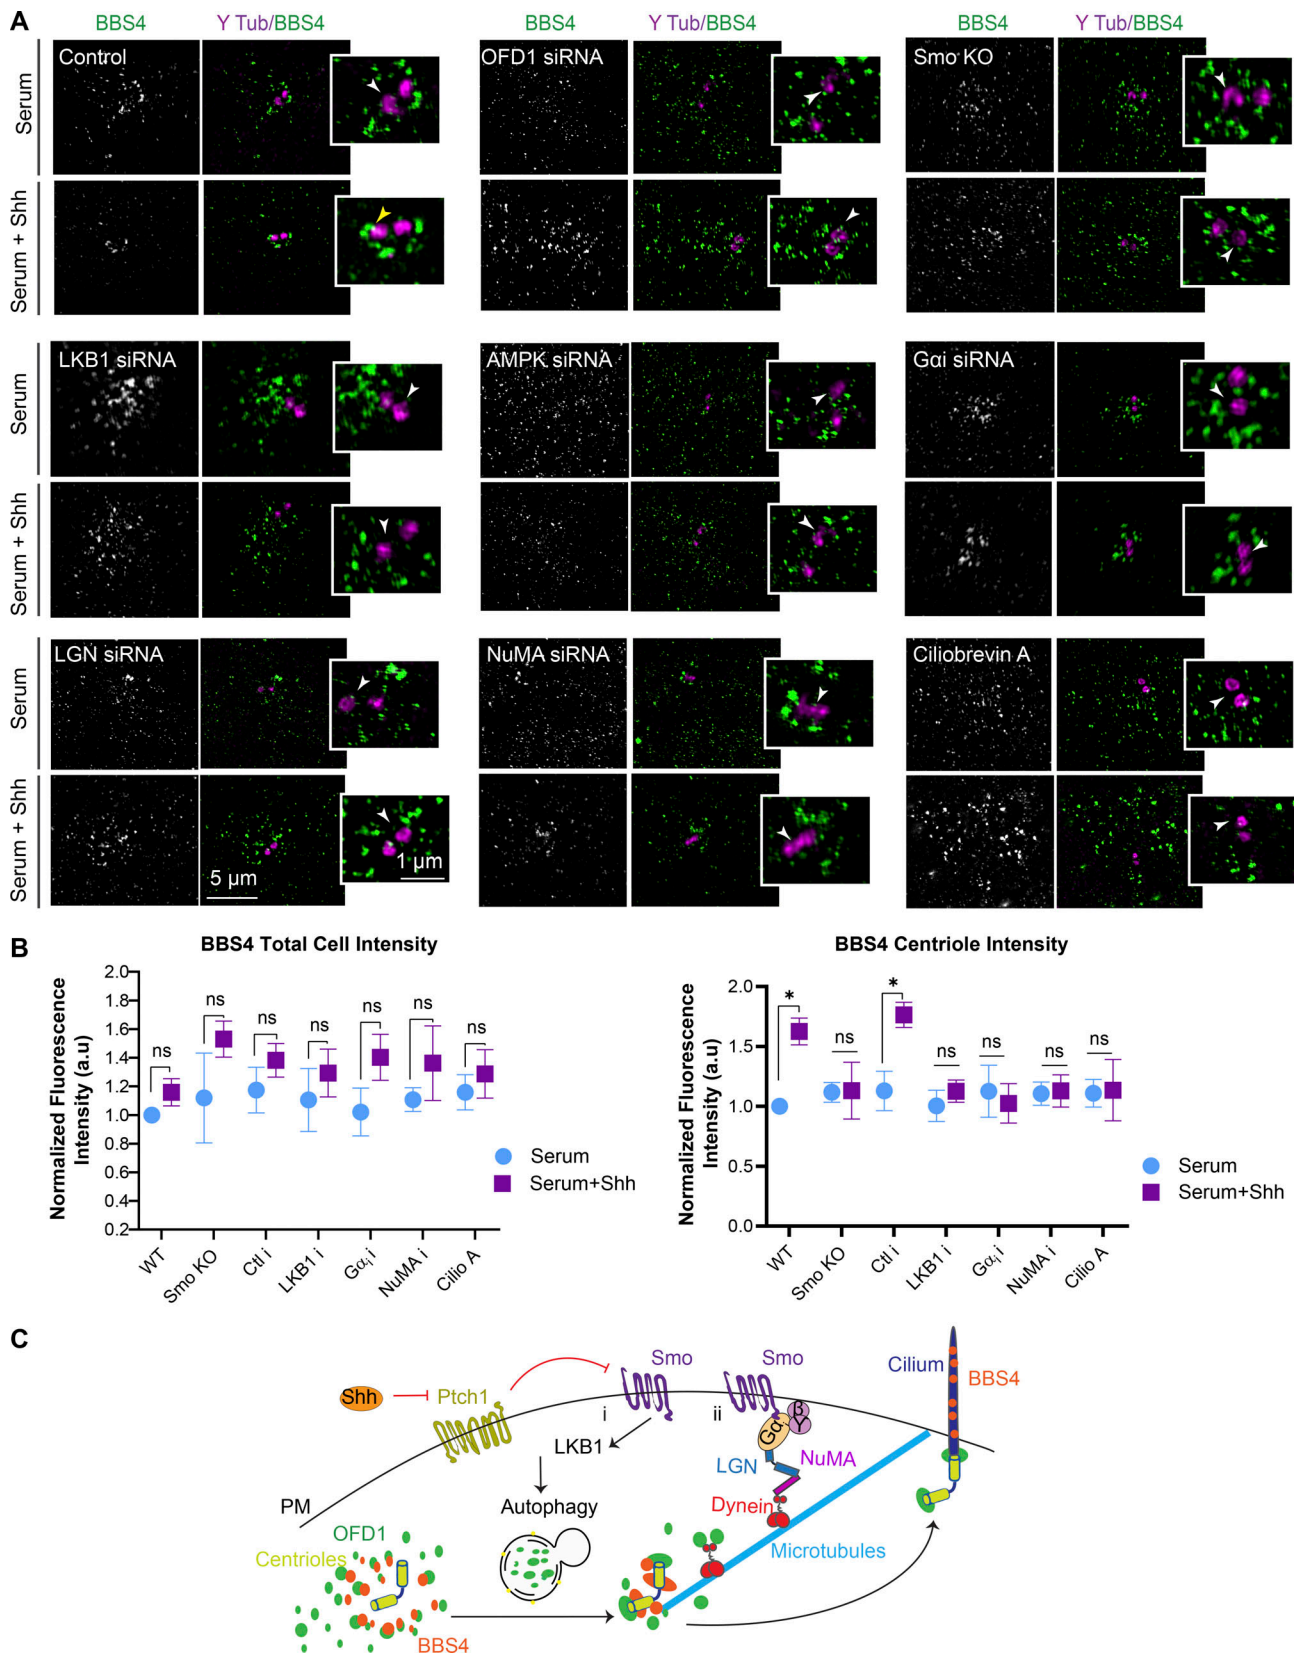 A
BBS4 Y Tub/BBS4 BBS4 Y Tub/BBS4 BBS4 Y Tub/BBS4
Serum
Control
OFD1 siRNA
Smo KO
Serum + Shh
Serum
LKB1 siRNA
AMPK siRNA
Gαi siRNA
Serum + Shh
Serum
LGN siRNA
NuMA siRNA
Ciliobrevin A
Serum + Shh
5 µm
1 µm
B
BBS4 Total Cell Intensity
Normalized Fluorescence
Intensity (a.u)
2.0
1.8
1.6
1.4
1.2
1.0
0.8
0.6
0.4
0.2
ns
ns
ns
ns
ns
ns
ns
WT
Smo KO
Ctl i
LKB1 i
Gαi i
NuMA i
Cilio A
Serum
Serum+Shh
BBS4 Centriole Intensity
Normalized Fluorescence
Intensity (a.u)
2.0
1.5
1.0
0.5
0.0
*
ns
*
ns
ns
ns
ns
WT
Smo KO
Ctl i
LKB1 i
Gαi i
NuMA i
Cilio A
Serum
Serum+Shh
C
Shh
Ptch1
Smo
Smo
Cilium
BBS4
i
ii
β
γ
Gαi
LKB1
LGN
NuMA
PM
Autophagy
Dynein
OFD1
Centrioles
Microtubules
BBS4